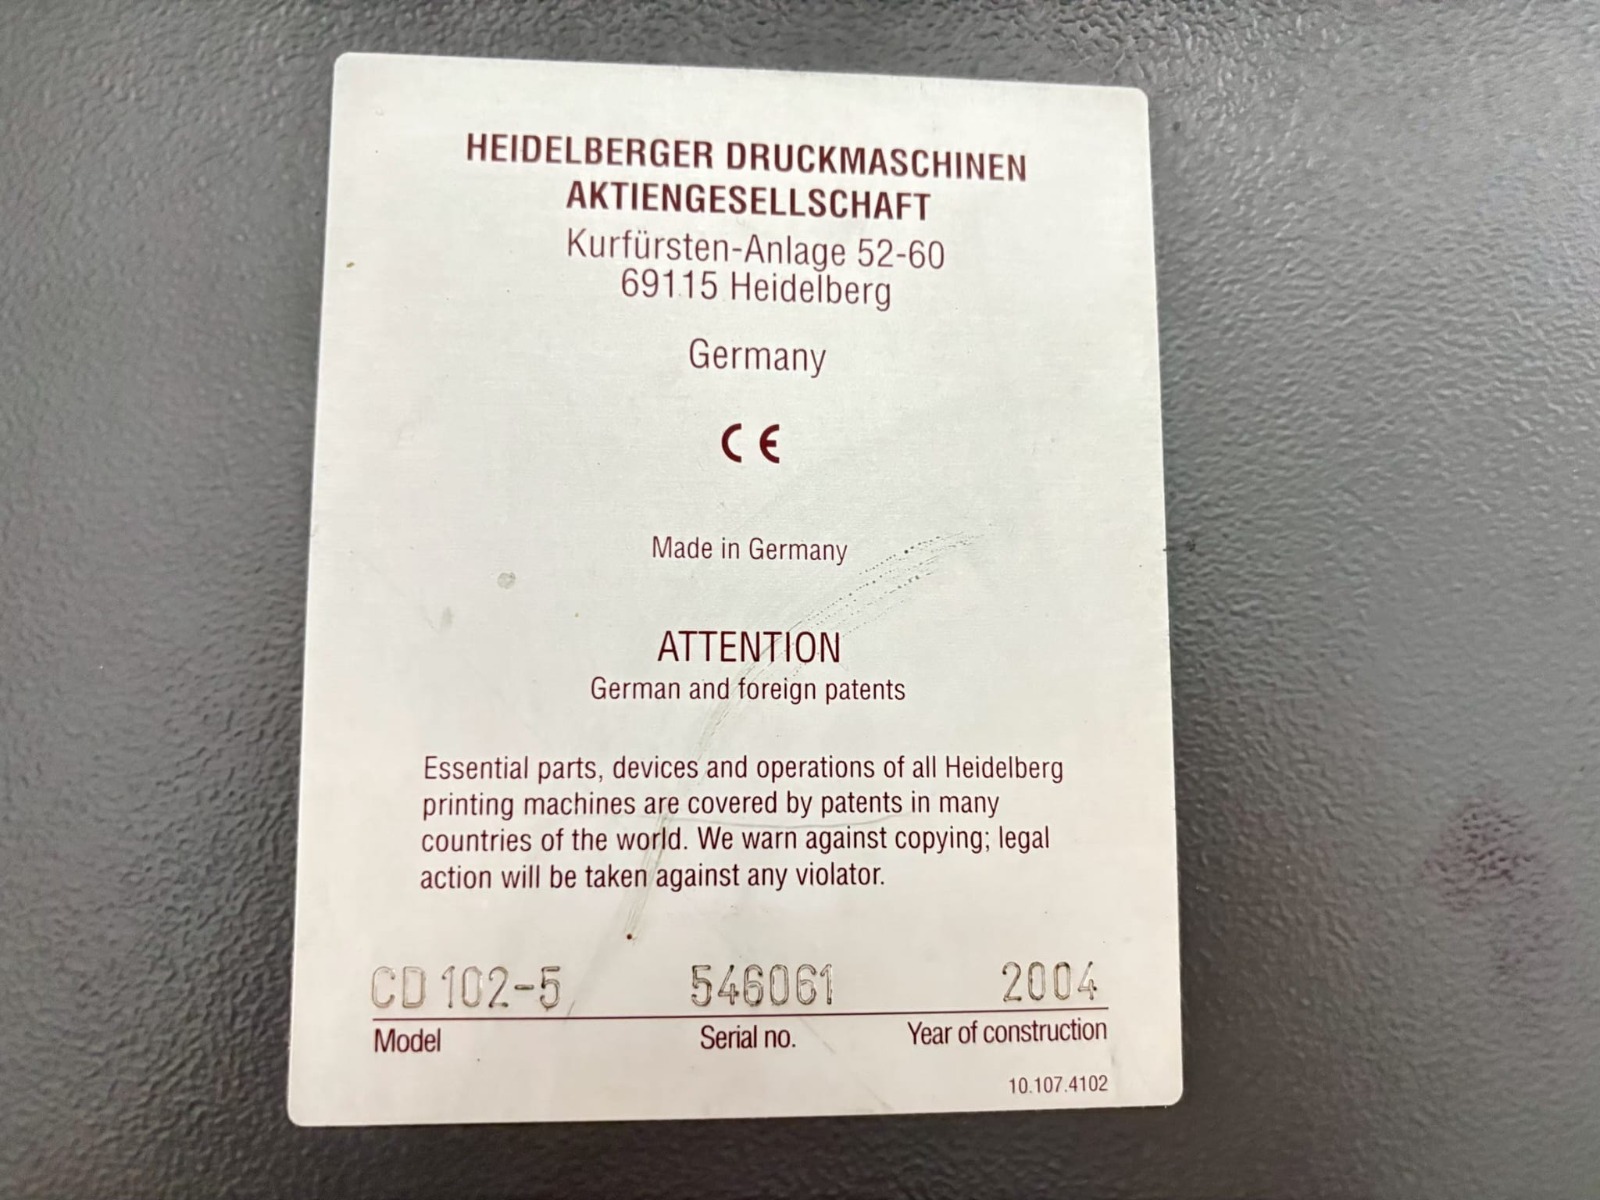 HEIDELBERGER DRUCKMASCHINEN
AKTIENGESELLSCHAFT
Kurfürsten-Anlage 52-60
69115 Heidelberg
Germany
CE
Made in Germany
ATTENTION
German and foreign patents
Essential parts, devices and operations of all Heidelberg
printing machines are covered by patents in many
countries of the world. We warn against copying; legal
action will be taken against any violator.
CD 102-5 546061 2004
Model Serial no. Year of construction
10.107.4102